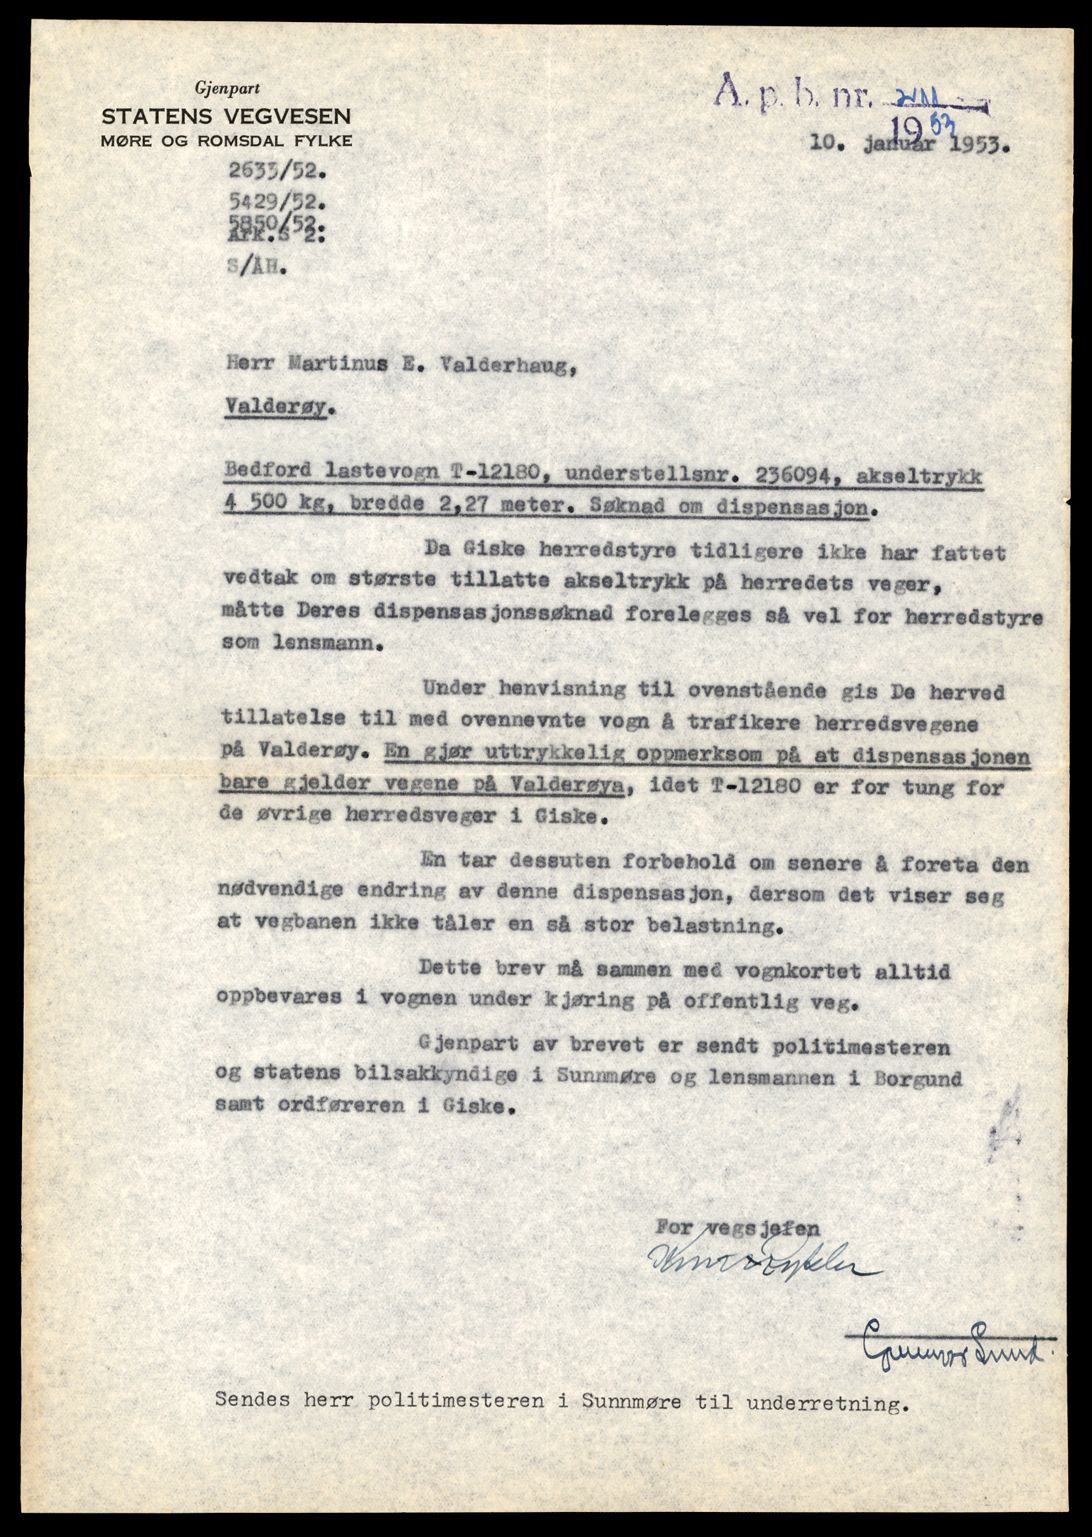 Gjenpart
STATENS VEGVESEN
MØRE OG ROMSDAL FYLKE
A. p. b. nr.
1953
10. januar 1953.
2633/52.
5429/52.
5850/52.
Ark.S 2.
S/AH.
Herr Martinus E. Valderhaug,
Valderøy.
Bedford lastevogn T-12180, understellsnr. 236094, akseltrykk
4 500 kg, bredde 2,27 meter. Søknad om dispensasjon.
Da Giske herredstyre tidligere ikke har fattet
vedtak om største tillatte akseltrykk på herredets veger,
måtte Deres dispensasjonssøknad forelegges så vel for herredstyre
som lensmann.
Under henvisning til ovenstående gis De herved
tillatelse til med ovennevnte vogn å trafikere herredsvegene
på Valderøy. En gjør uttrykkelig oppmerksom på at dispensasjonen
bare gjelder vegene på Valderøya, idet T-12180 er for tung for
de øvrige herredsveger i Giske.
En tar dessuten forbehold om senere å foreta den
nødvendige endring av denne dispensasjon, dersom det viser seg
at vegbanen ikke tåler en så stor belastning.
Dette brev må sammen med vognkortet alltid
oppbevares i vognen under kjøring på offentlig veg.
Gjenpart av brevet er sendt politimesteren
og statens bilsakkyndige i Sunnmøre og lensmannen i Borgund
samt ordføreren i Giske.
For vegsjefen
Sund.
Sendes herr politimesteren i Sunnmøre til underretning.